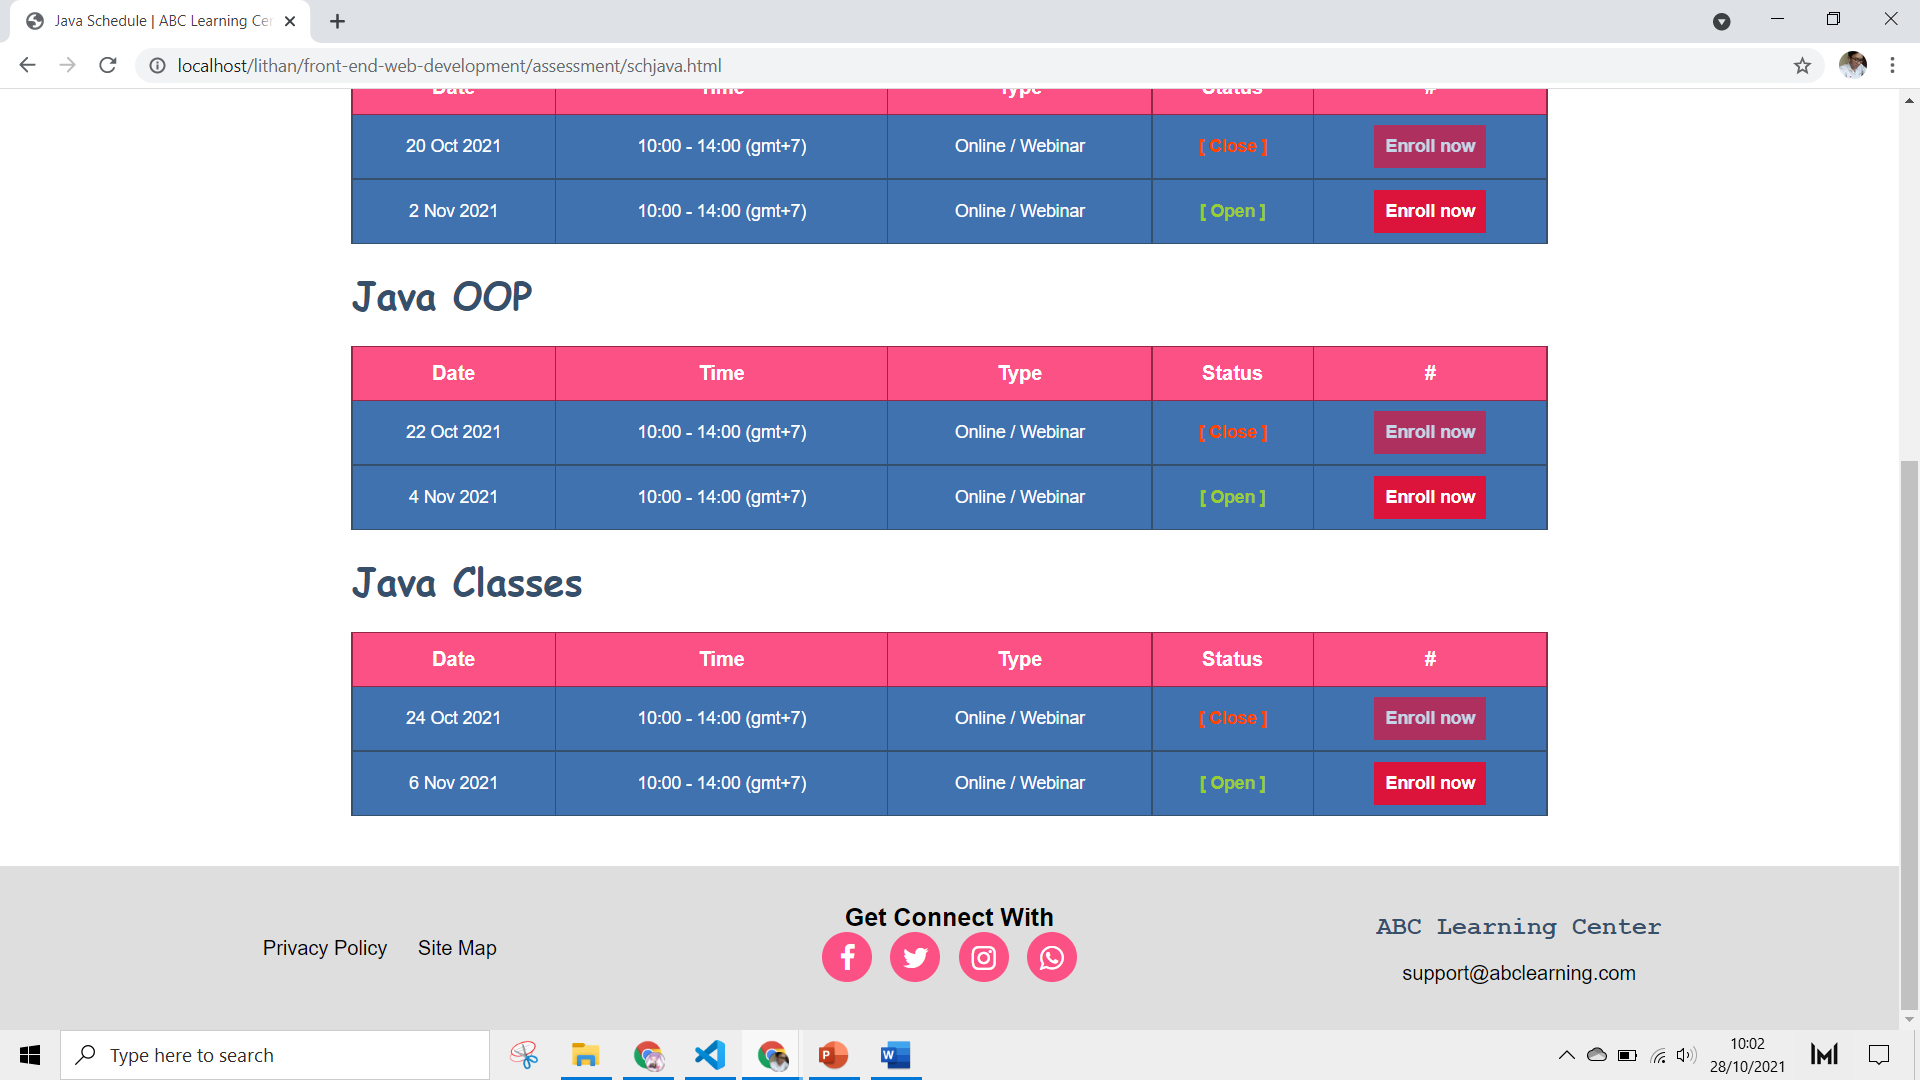 Java Schedule | ABC Learning Cen
localhost/lithan/front-end-web-development/assessment/schjava.html
Date Time Type Status #
20 Oct 2021 10:00 - 14:00 (gmt+7) Online / Webinar [ Close ] Enroll now
2 Nov 2021 10:00 - 14:00 (gmt+7) Online / Webinar [ Open ] Enroll now
Java OOP
Date Time Type Status #
22 Oct 2021 10:00 - 14:00 (gmt+7) Online / Webinar [ Close ] Enroll now
4 Nov 2021 10:00 - 14:00 (gmt+7) Online / Webinar [ Open ] Enroll now
Java Classes
Date Time Type Status #
24 Oct 2021 10:00 - 14:00 (gmt+7) Online / Webinar [ Close ] Enroll now
6 Nov 2021 10:00 - 14:00 (gmt+7) Online / Webinar [ Open ] Enroll now
Privacy Policy Site Map
Get Connect With
ABC Learning Center
support@abclearning.com
Type here to search
10:02
28/10/2021